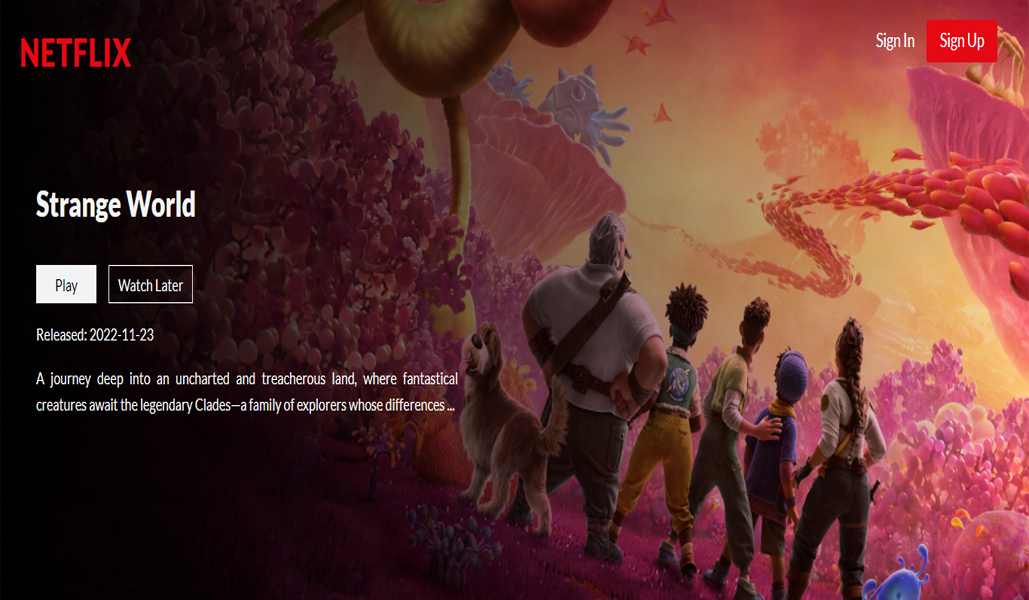 NETFLIX
Sign In
Sign Up
Strange World
Play
Watch Later
Released: 2022-11-23
A journey deep into an uncharted and treacherous land, where fantastical
creatures await the legendary Clades—a family of explorers whose differences ...